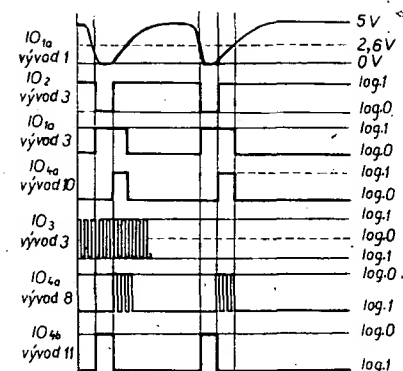 IO1a
vývod 1
5 V
2,6 V
0 V
IO2
vývod 3
log.1
log.0
IO1a
vývod 3
log.1
log.0
IO4a
vývod 10
log.1
log.0
IO3
vývod 3
log.1
log.0
log.1
IO4a
vývod 8
log.0
log.1
IO4b
vývod 11
log.0
log.1